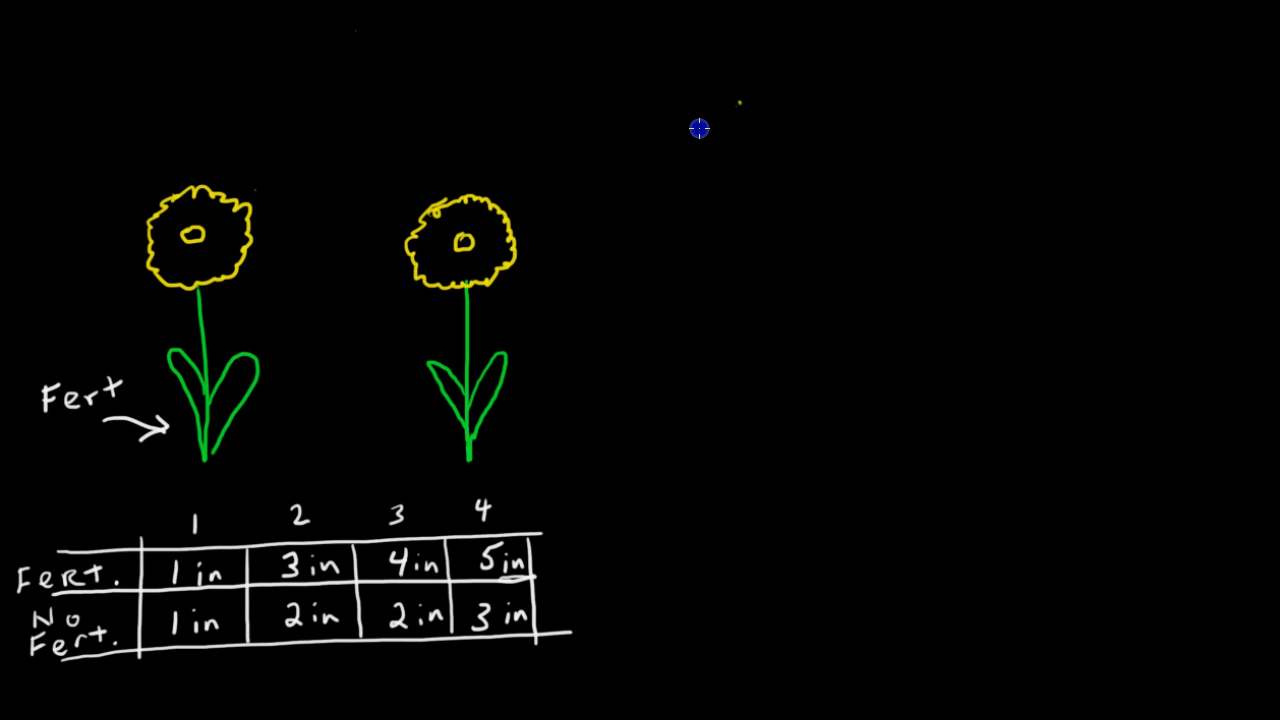 Fert
1 2 3 4
FERT. 1 in 3 in 4 in 5 in
No
Fert. 1 in 2 in 2 in 3 in